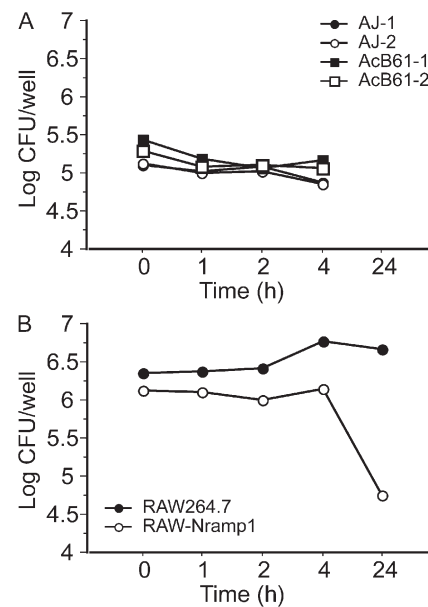 A
AJ-1
AJ-2
AcB61-1
AcB61-2
7
6.5
6
5.5
5
4.5
4
Log CFU/well
0 1 2 4 24
Time (h)
B
7
6.5
6
5
4.5
4
Log CFU/well
RAW264.7
RAW-Nramp1
0 1 2 4 24
Time (h)